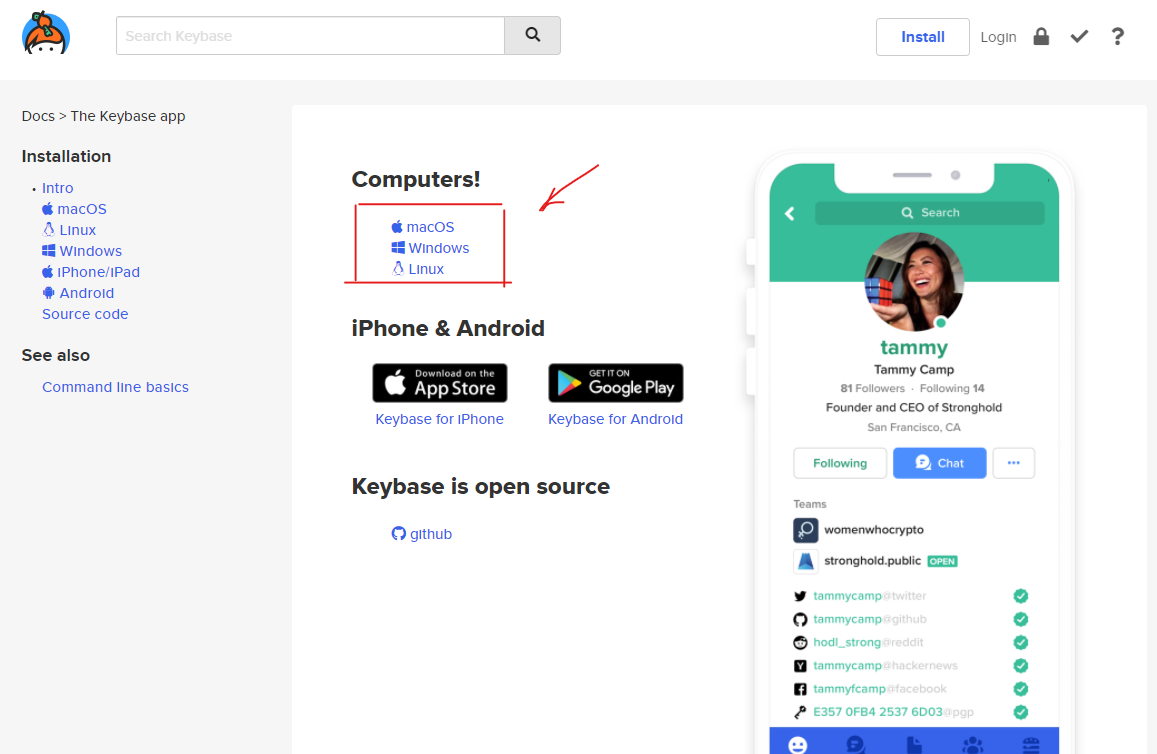 Search Keybase
Install
Login
Docs > The Keybase app
Installation
Intro
macOS
Linux
Windows
iPhone/iPad
Android
Source code
See also
Command line basics
Computers!
macOS
Windows
Linux
iPhone & Android
Download on the
App Store
GET IT ON
Google Play
Keybase for iPhone
Keybase for Android
Keybase is open source
github
Search
tammy
Tammy Camp
81 Followers · Following 14
Founder and CEO of Stronghold
San Francisco, CA
Following
Chat
Teams
womenwhocrypto
stronghold.public OPEN
tammycamp@twitter
tammycamp@github
hodl_strong@reddit
tammycamp@hackernews
tammyfcamp@facebook
E357 0FB4 2537 6D03@pgp